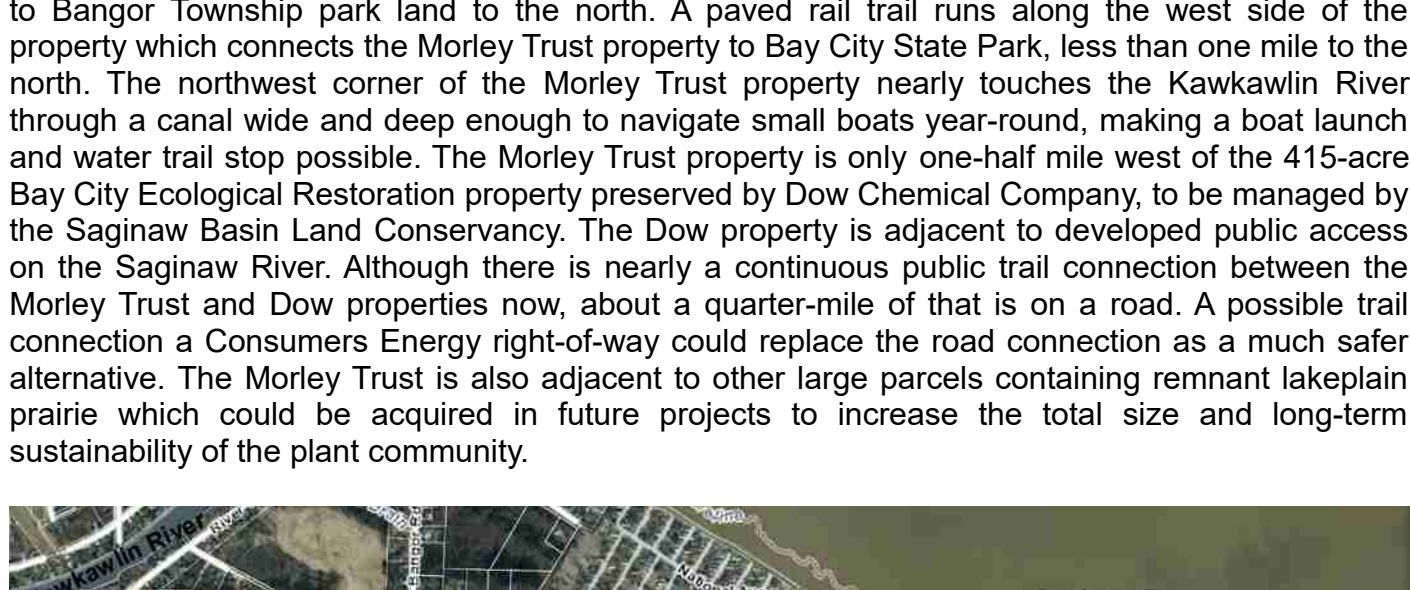 to Bangor Township park land to the north. A paved rail trail runs along the west side of the
property which connects the Morley Trust property to Bay City State Park, less than one mile to the
north. The northwest corner of the Morley Trust property nearly touches the Kawkawlin River
through a canal wide and deep enough to navigate small boats year-round, making a boat launch
and water trail stop possible. The Morley Trust property is only one-half mile west of the 415-acre
Bay City Ecological Restoration property preserved by Dow Chemical Company, to be managed by
the Saginaw Basin Land Conservancy. The Dow property is adjacent to developed public access
on the Saginaw River. Although there is nearly a continuous public trail connection between the
Morley Trust and Dow properties now, about a quarter-mile of that is on a road. A possible trail
connection a Consumers Energy right-of-way could replace the road connection as a much safer
alternative. The Morley Trust is also adjacent to other large parcels containing remnant lakeplain
prairie which could be acquired in future projects to increase the total size and long-term
sustainability of the plant community.
wkawlin River
River
Bangor Rd
National